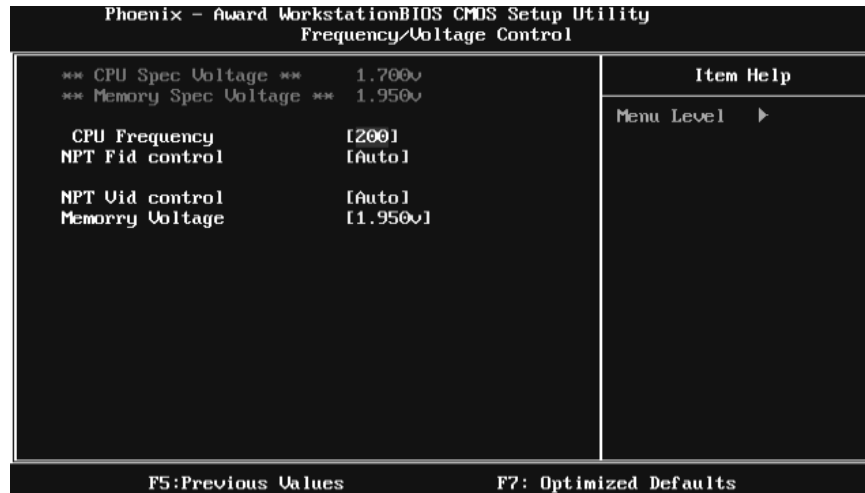 Phoenix - Award WorkstationBIOS CMOS Setup Utility
Frequency/Voltage Control
** CPU Spec Voltage ** 1.700v
** Memory Spec Voltage ** 1.950v
CPU Frequency [200]
NPT Fid control [Auto]
NPT Vid control [Auto]
Memorry Voltage [1.950v]
Item Help
Menu Level ▶
F5:Previous Values F7: Optimized Defaults